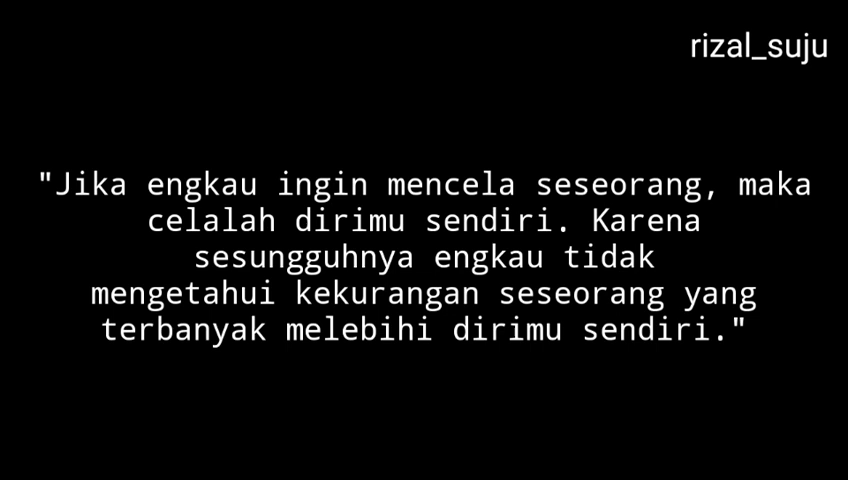 rizal_suju
"Jika engkau ingin mencela seseorang, maka
celalah dirimu sendiri. Karena
sesungguhnya engkau tidak
mengetahui kekurangan seseorang yang
terbanyak melebihi dirimu sendiri."